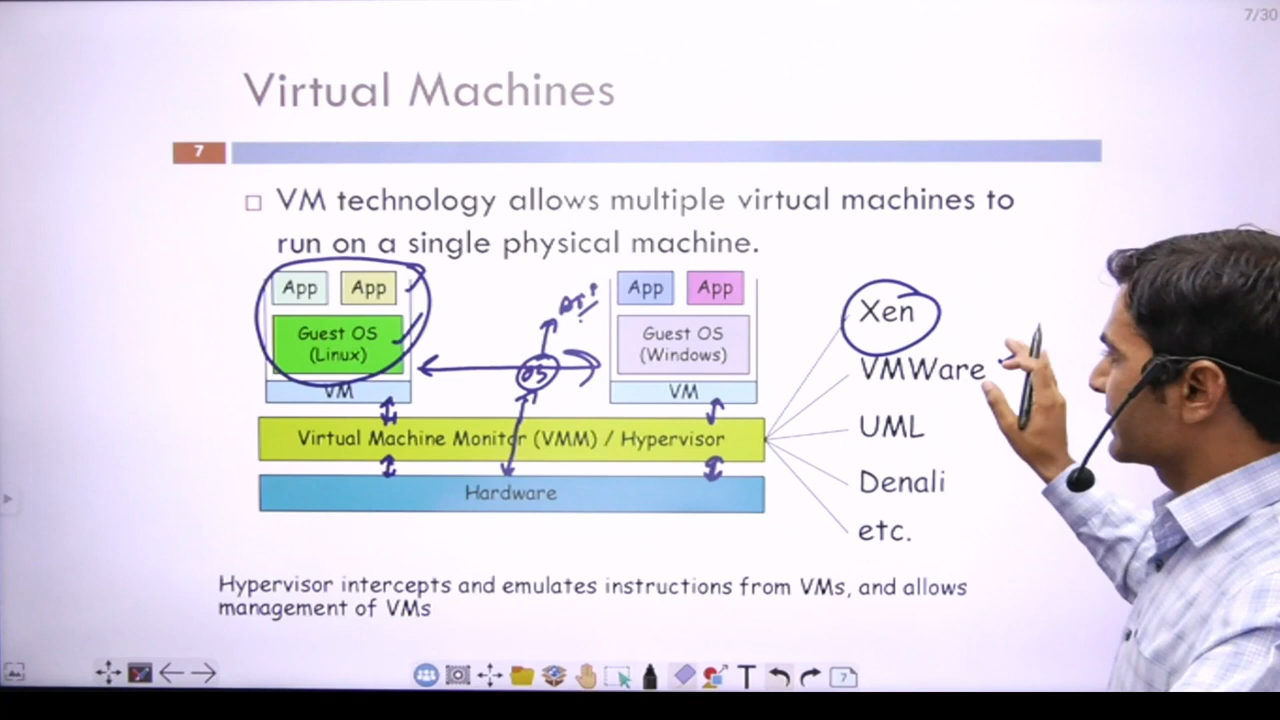 7/30
Virtual Machines
7
VM technology allows multiple virtual machines to
run on a single physical machine.
App App
Guest OS
(Linux)
VM
App App
Guest OS
(Windows)
VM
OS
Virtual Machine Monitor (VMM) / Hypervisor
Hardware
Xen
VMWare
UML
Denali
etc.
Hypervisor intercepts and emulates instructions from VMs, and allows
management of VMs
T
7